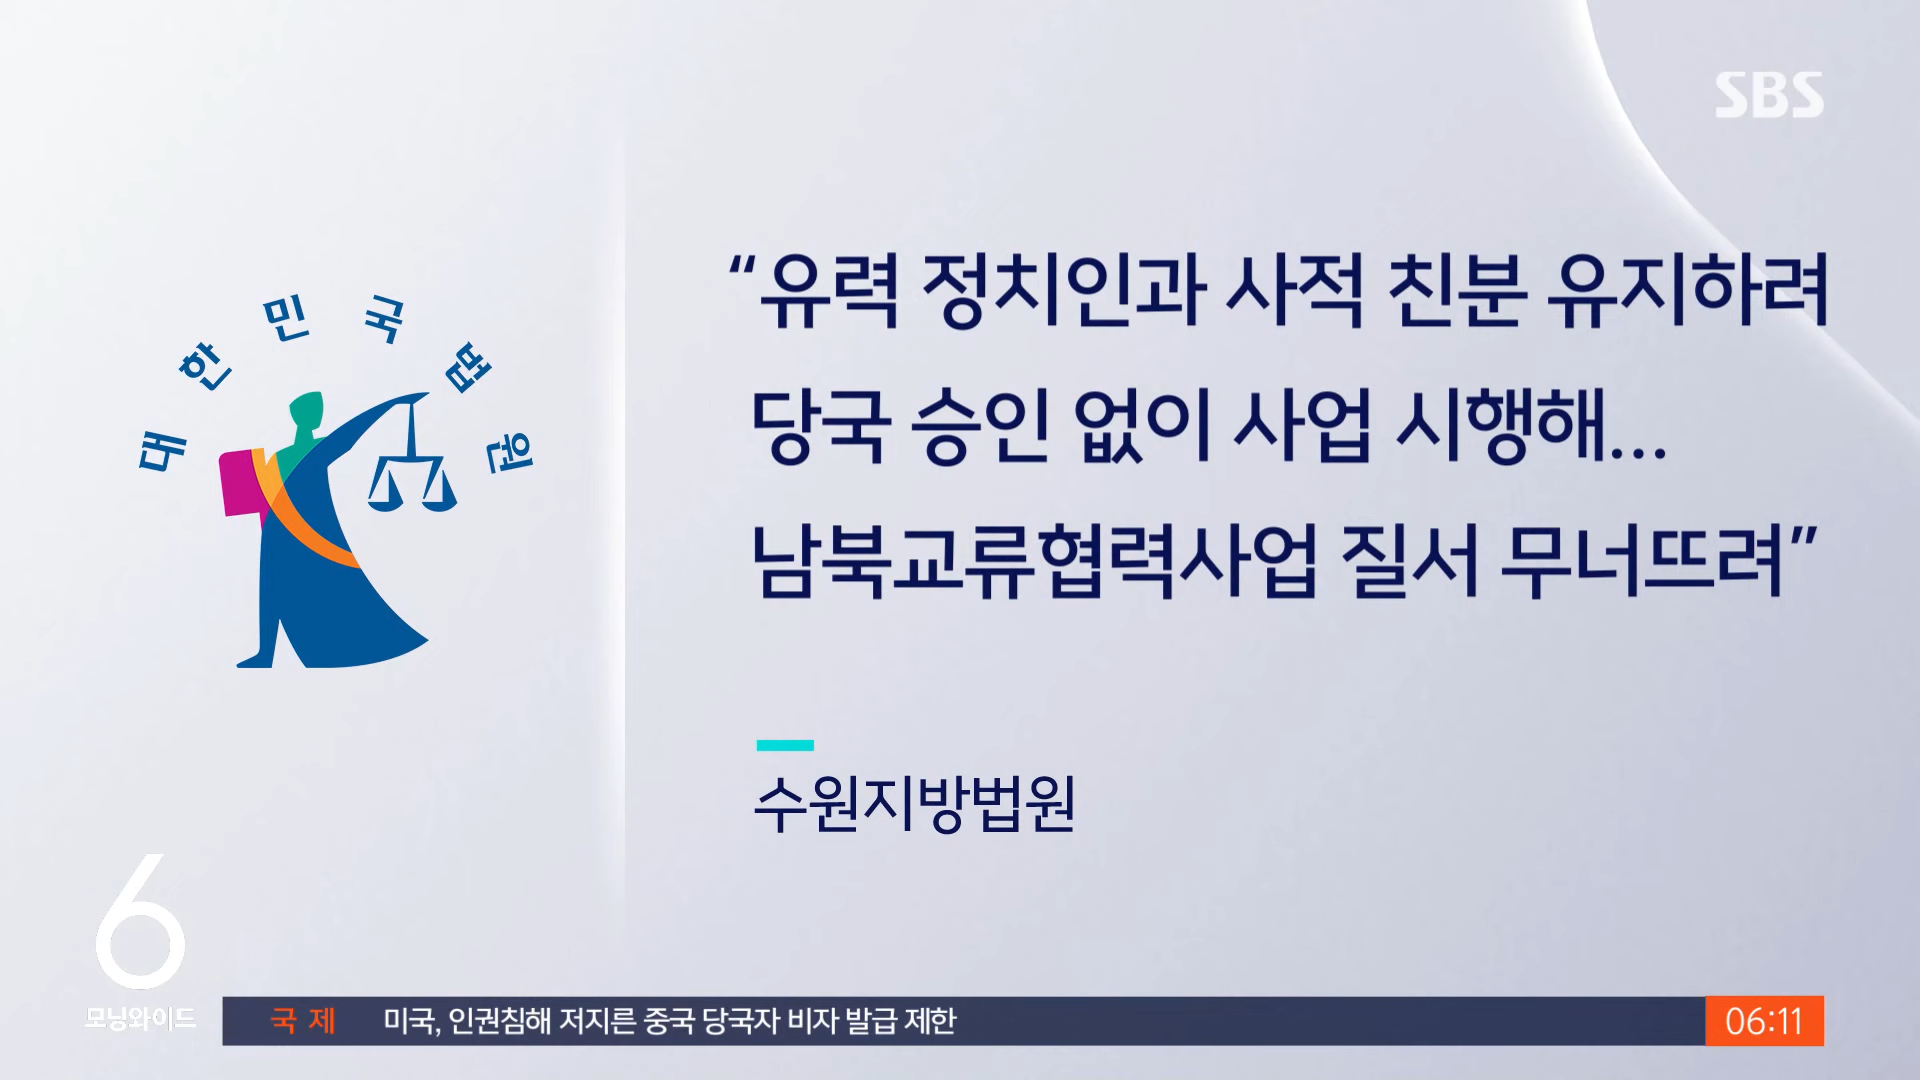 SBS
대한민국법원
“유력 정치인과 사적 친분 유지하려
당국 승인 없이 사업 시행해...
남북교류협력사업 질서 무너뜨려”
수원지방법원
6
모닝와이드
국 제 미국, 인권침해 저지른 중국 당국자 비자 발급 제한 06:11